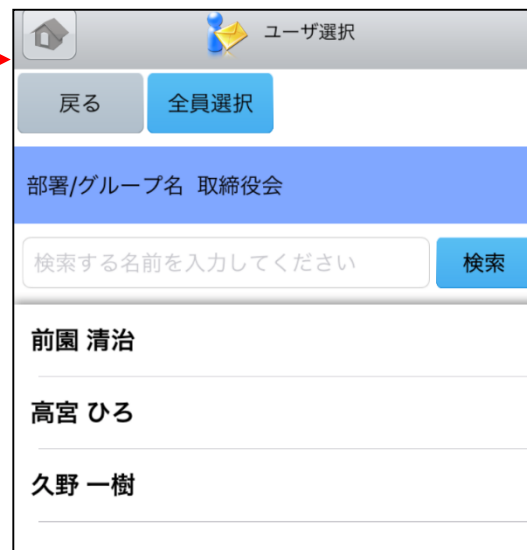 ユーザ選択
戻る 全員選択
部署/グループ名 取締役会
検索する名前を入力してください 検索
前園 清治
高宮 ひろ
久野 一樹